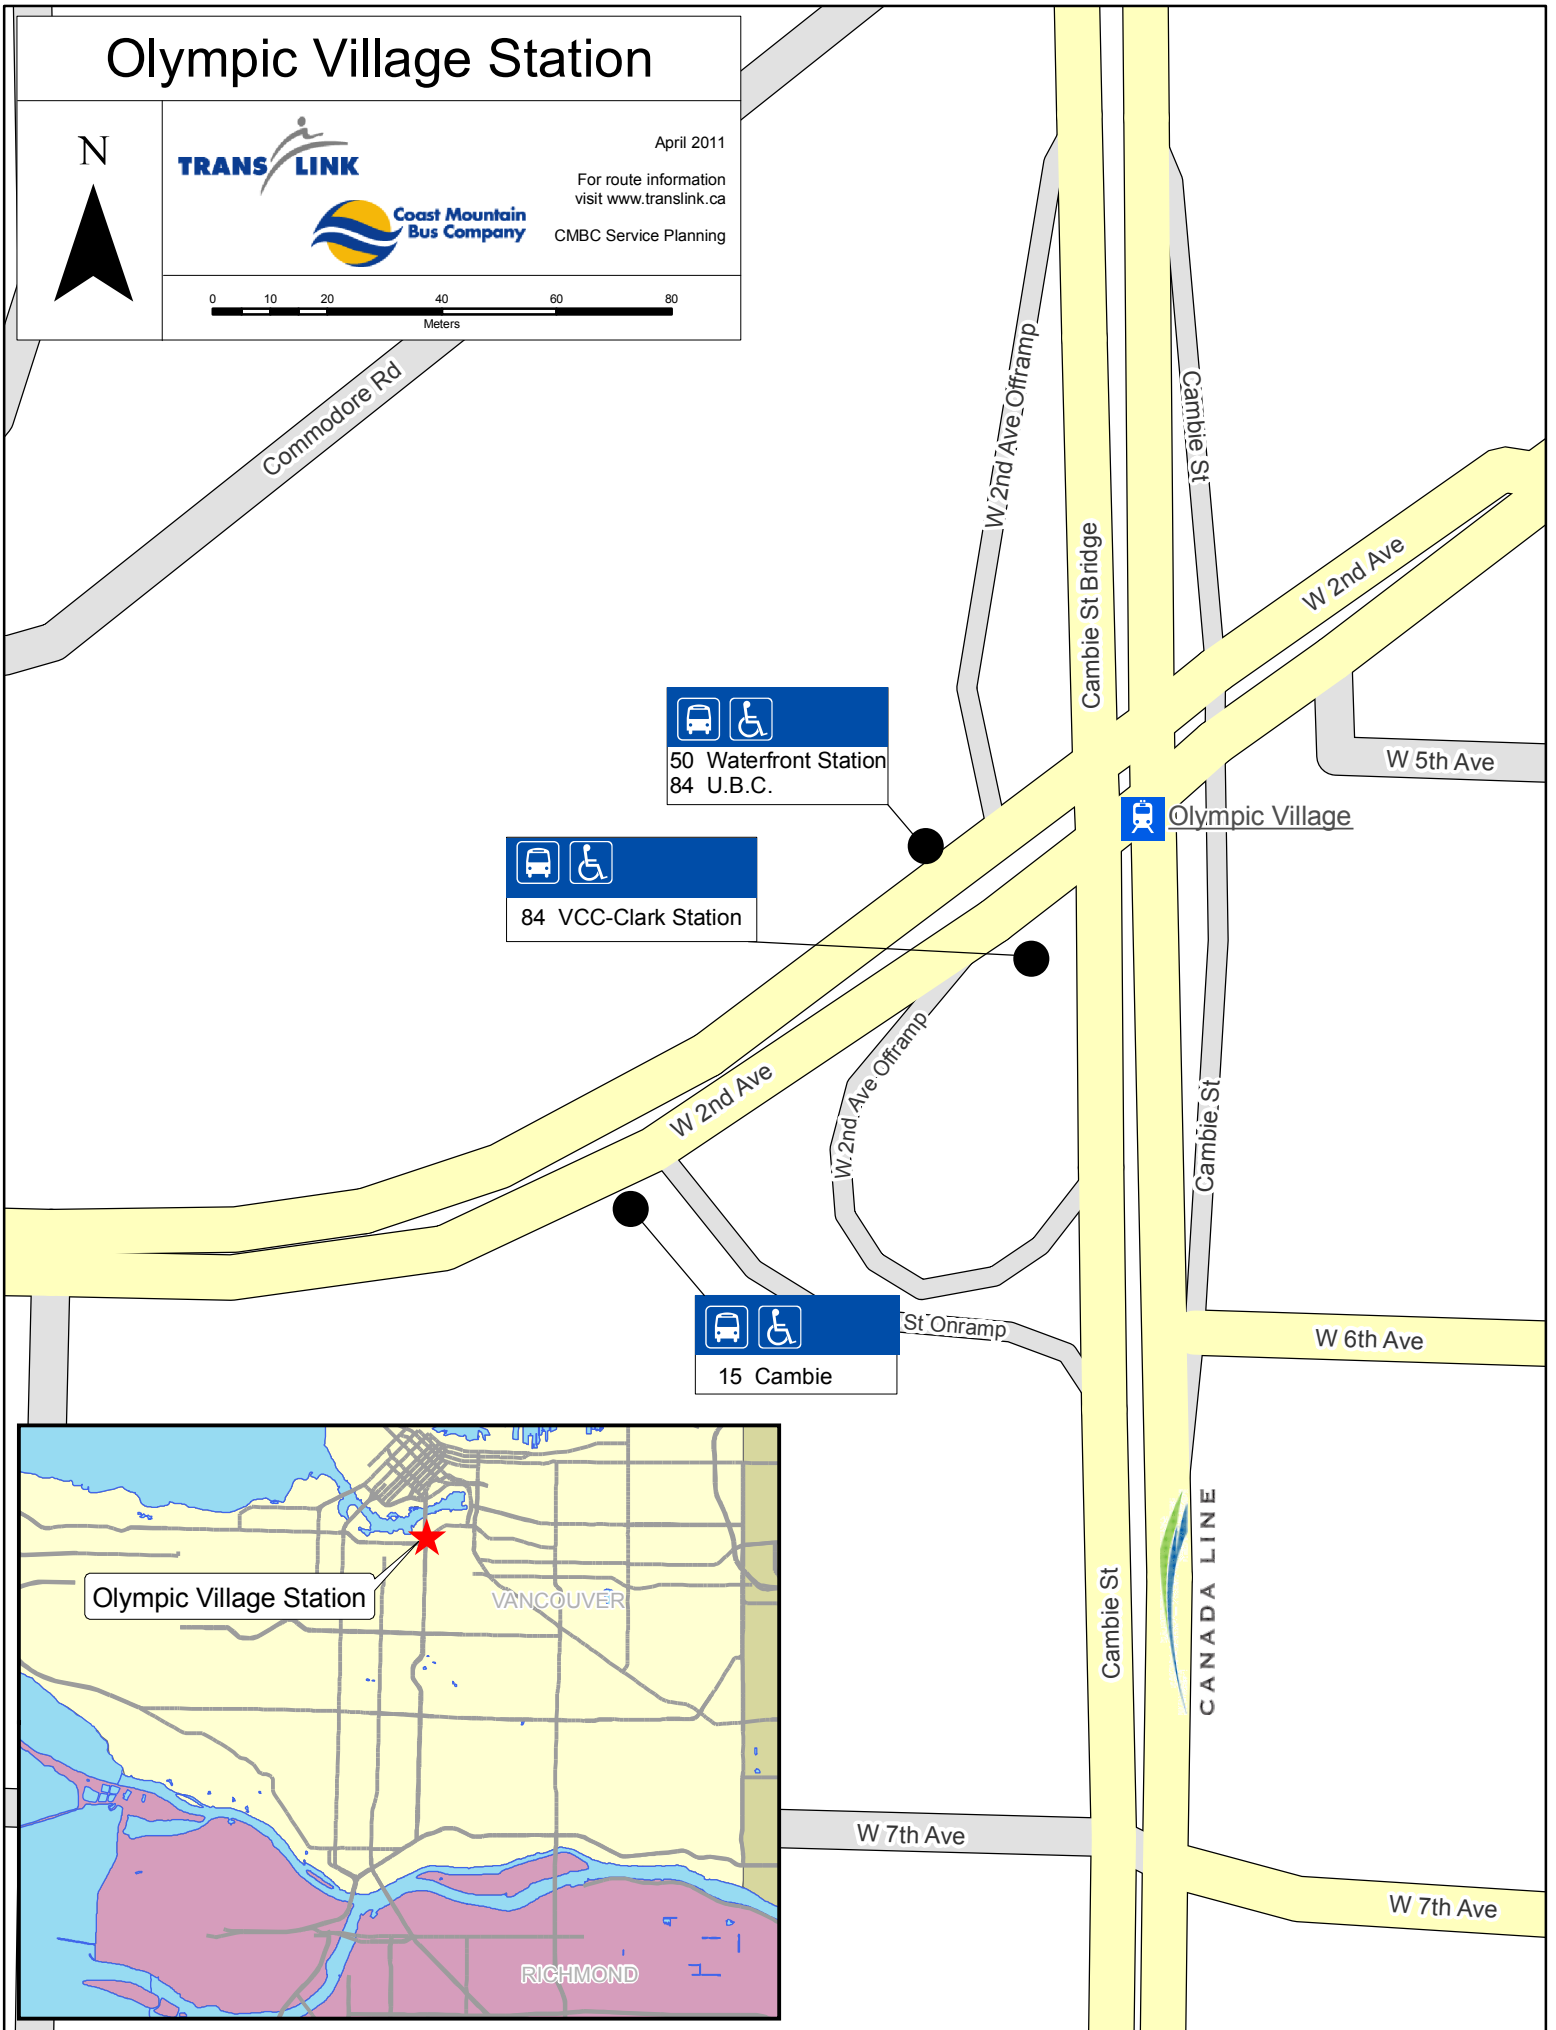 Olympic Village Station
N
TRANS LINK
Coast Mountain
Bus Company
April 2011
For route information
visit www.translink.ca
CMBC Service Planning
0 10 20 40 60 80
Meters
Commodore Rd
W 2nd Ave Offramp
Cambie St
Cambie St Bridge
W 2nd Ave
W 5th Ave
50 Waterfront Station
84 U.B.C.
Olympic Village
84 VCC-Clark Station
W 2nd Ave Offramp
W 2nd Ave
Cambie St
St Onramp
W 6th Ave
15 Cambie
Olympic Village Station
VANCOUVER
RICHMOND
Cambie St
CANADA LINE
W 7th Ave
W 7th Ave